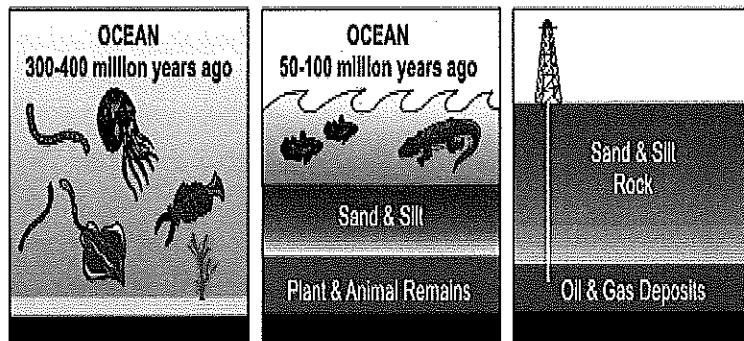 OCEAN
300-400 million years ago
OCEAN
50-100 million years ago
Sand & Silt
Plant & Animal Remains
Sand & Silt
Rock
Oil & Gas Deposits